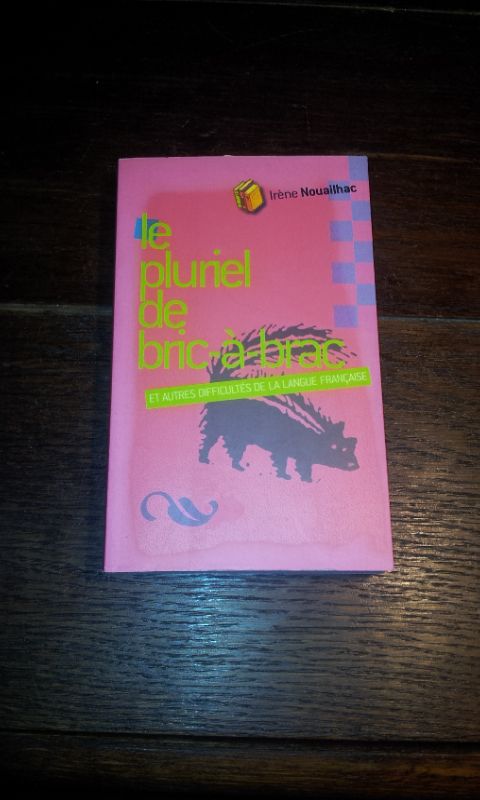 Irène Nouailhac
le
pluriel
de
bric-à-brac
ET AUTRES DIFFICULTÉS DE LA LANGUE FRANÇAISE